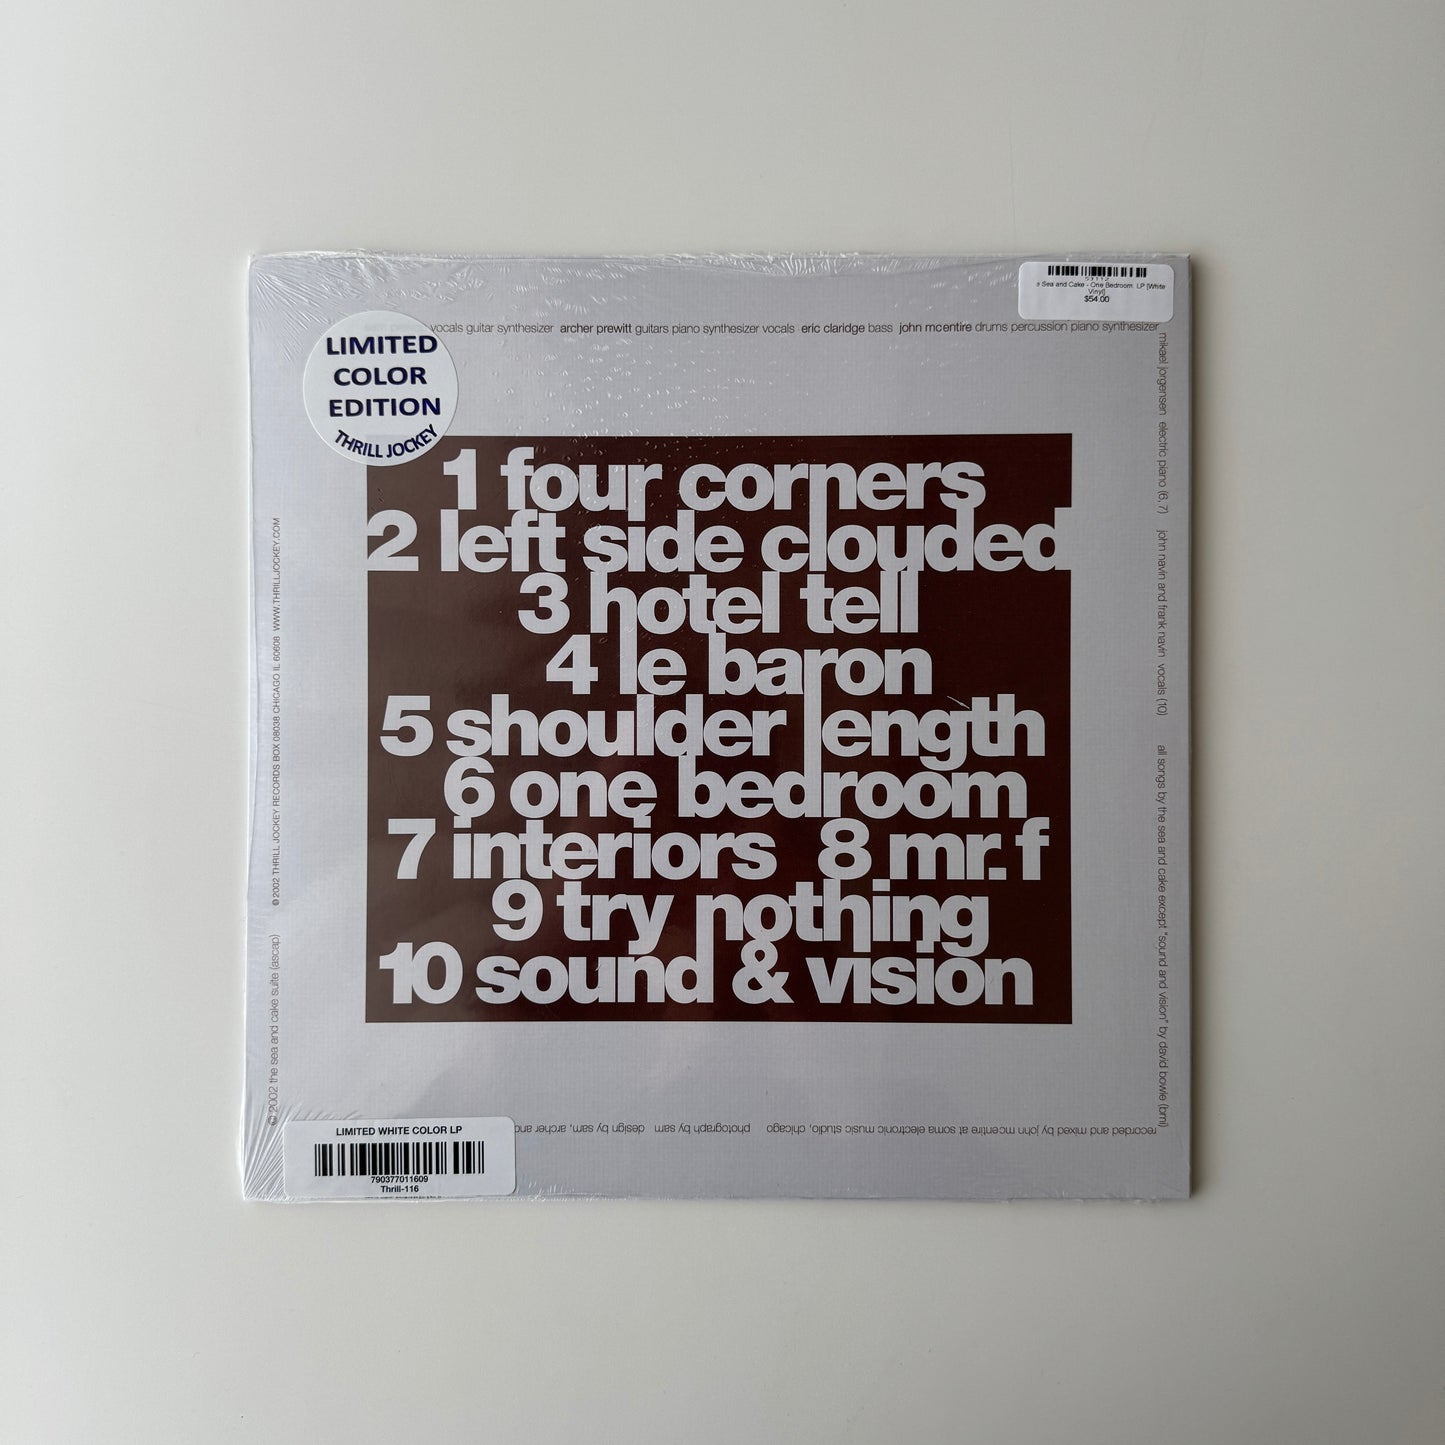 51112
e Sea and Cake - One Bedroom LP [White
Vinyl]
$54.00
LIMITED
COLOR
EDITION
THRILL JOCKEY
vocals guitar synthesizer archer prewitt guitars piano synthesizer vocals eric claridge bass john mcentire drums percussion piano synthesizer
mikael jorgensen electric piano (6, 7) john navin and frank navin vocals (10) all songs by the sea and cake except "sound and vision" by david bowie (bmi)
1 four corners
2 left side clouded
3 hotel tell
4 le baron
5 shoulder length
6 one bedroom
7 interiors 8 mr. f
9 try nothing
10 sound & vision
recorded and mixed by john mcentire at soma electronic music studio, chicago photograph by sam design by sam, archer and
© 2002 the sea and cake suite (ascap) ℗ 2002 THRILL JOCKEY RECORDS BOX 08038 CHICAGO IL 60608 WWW.THRILLJOCKEY.COM
LIMITED WHITE COLOR LP
790377011609
Thrill-116